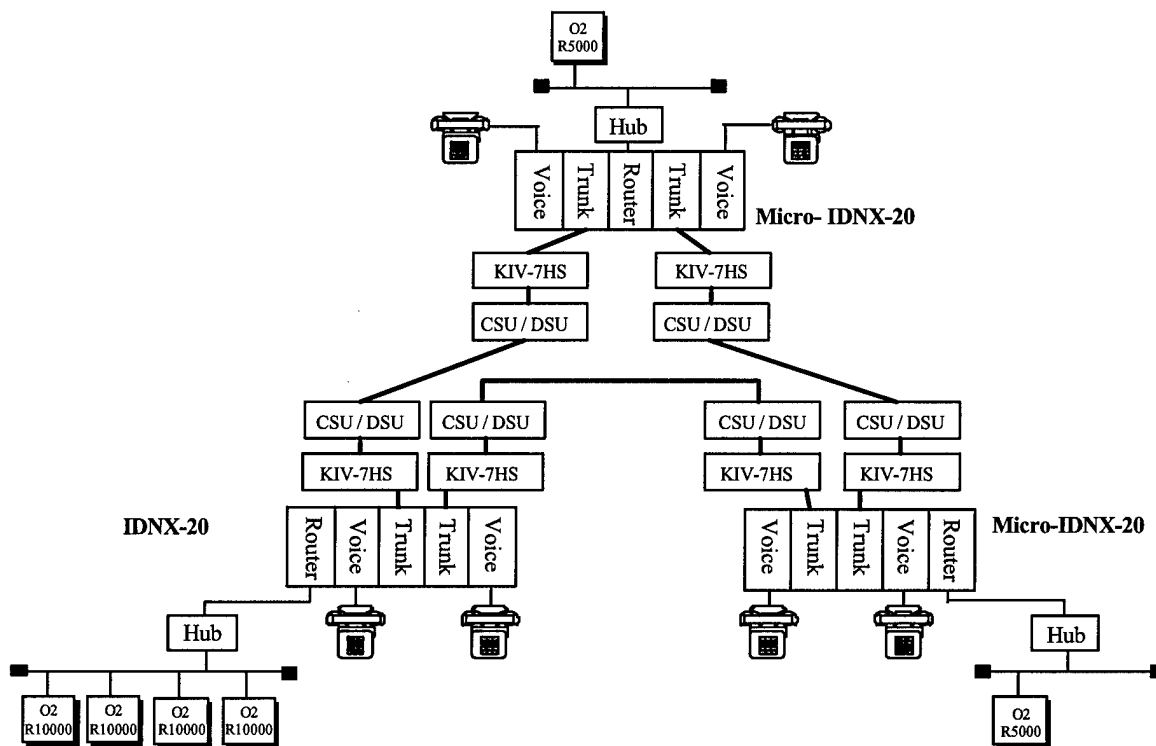 O2
R5000
Hub
Voice
Trunk
Router
Trunk
Voice
Micro- IDNX-20
KIV-7HS
KIV-7HS
CSU / DSU
CSU / DSU
CSU / DSU
CSU / DSU
CSU / DSU
CSU / DSU
KIV-7HS
KIV-7HS
KIV-7HS
KIV-7HS
IDNX-20
Router
Voice
Trunk
Trunk
Voice
Voice
Trunk
Trunk
Voice
Router
Micro-IDNX-20
Hub
Hub
O2
R10000
O2
R10000
O2
R10000
O2
R10000
O2
R5000